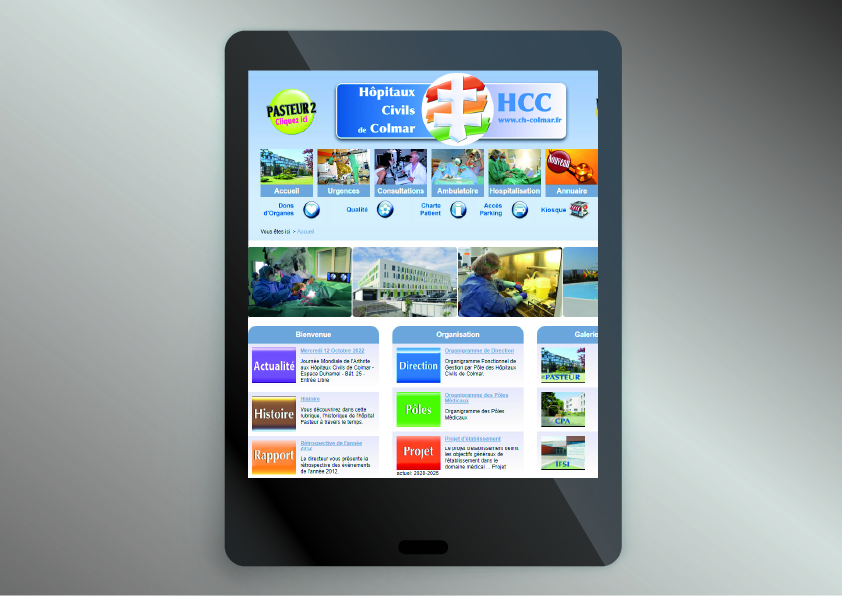 PASTEUR 2
Cliquez ici
Hôpitaux
Civils
de Colmar
HCC
www.ch-colmar.fr
Nouveau
Accueil
Urgences
Consultations
Ambulatoire
Hospitalisation
Annuaire
Dons
d'Organes
Qualité
Charte
Patient
Accès
Parking
Kiosque
Vous êtes ici > Accueil
Bienvenue
Actualité
Mercredi 12 Octobre 2022
Journée Mondiale de l'Arthrite
aux Hôpitaux Civils de Colmar -
Espace Duhamel - Bât. 25 -
Entrée Libre
Histoire
Histoire
Vous découvrirez dans cette
rubrique, l'historique de l'hôpital
Pasteur à travers le temps.
Rapport
Rétrospective de l'année
2012
Le directeur vous présente la
rétrospective des évènements
de l'année 2012.
Organisation
Direction
Organigramme de Direction
Organigramme Fonctionnel de
Gestion par Pôle des Hôpitaux
Civils de Colmar.
Pôles
Organigramme des Pôles
Médicaux
Organigramme des Pôles
Médicaux.
Projet
Projet d'établissement
Le projet d'établissement définit
les objectifs généraux de
l'établissement dans le
domaine médical ... Projet
actuel: 2020-2025
Galerie
PASTEUR
CPA
IFSI